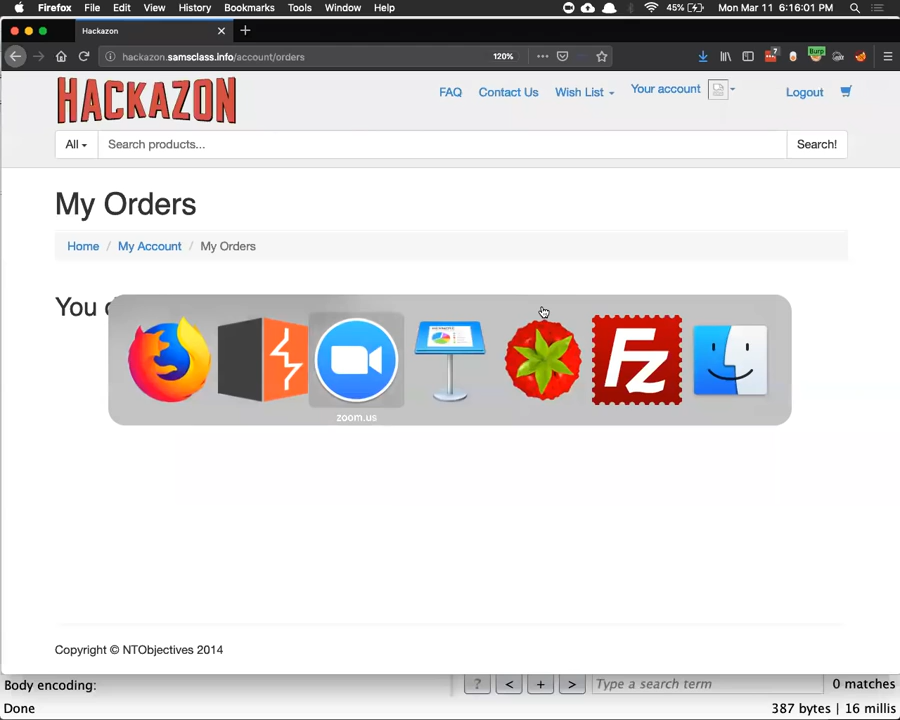 Firefox File Edit View History Bookmarks Tools Window Help 45% Mon Mar 11 6:16:01 PM
Hackazon
hackazon.samsclass.info/account/orders 120% 7 Burp
HACKAZON
FAQ Contact Us Wish List Your account Logout
All Search products... Search!
My Orders
Home / My Account / My Orders
You
Fz
zoom.us
Copyright © NTObjectives 2014
Body encoding: ? < + > Type a search term 0 matches
Done 387 bytes | 16 millis